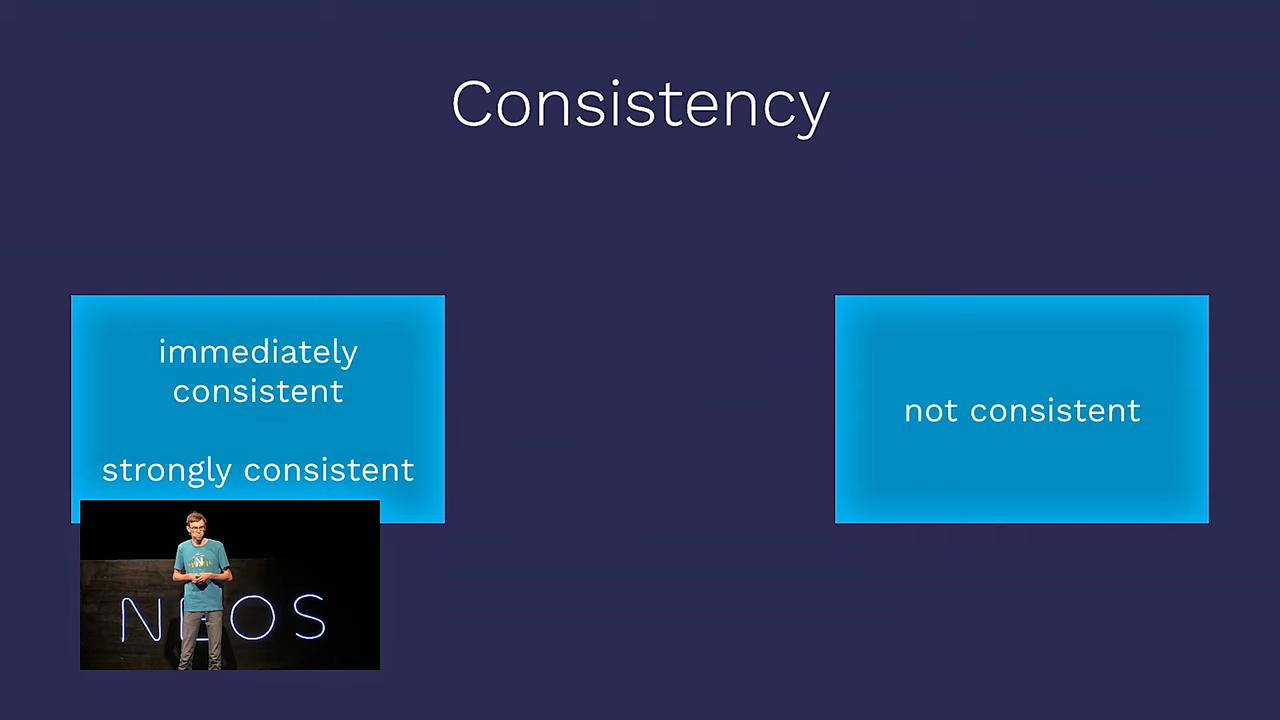 Consistency
immediately
consistent
strongly consistent
not consistent
NEOS